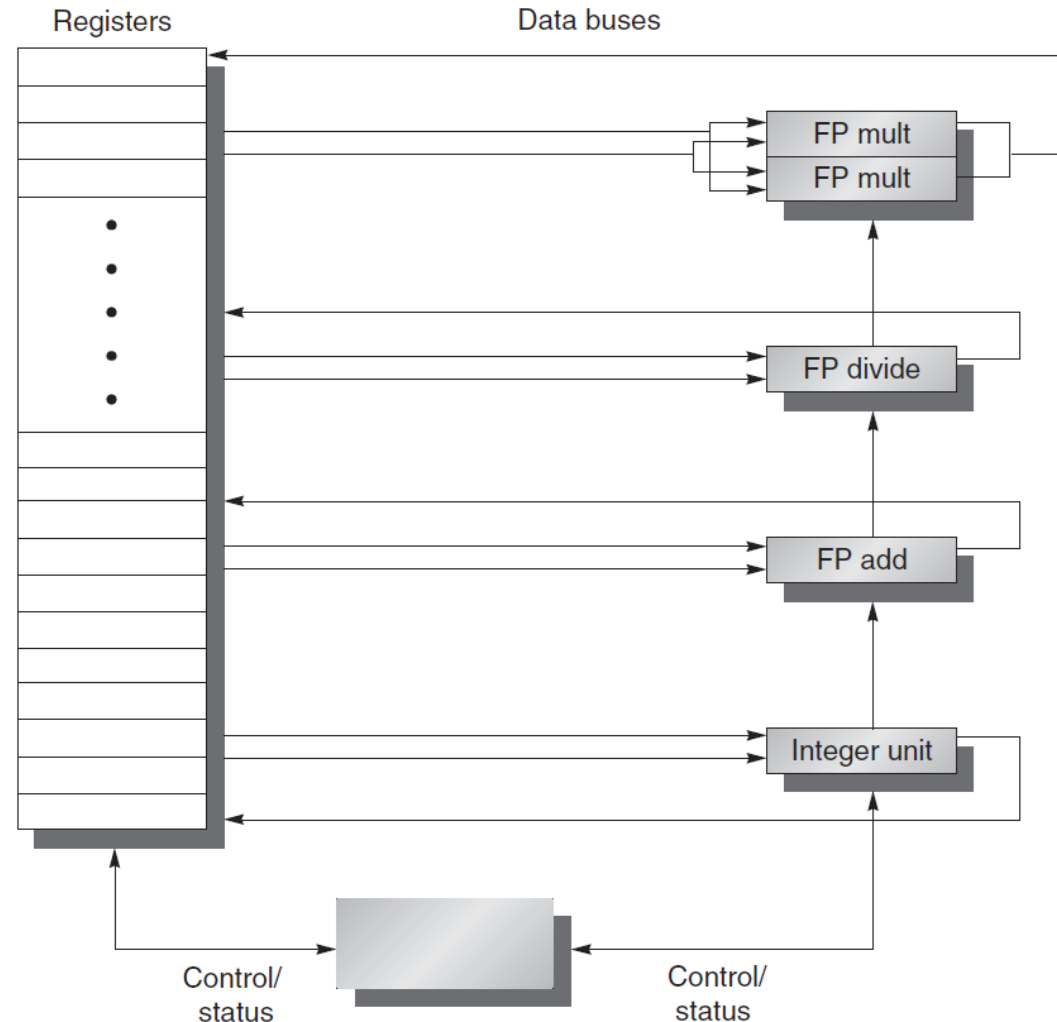 Registers
Data buses
FP mult
FP mult
FP divide
FP add
Integer unit
Control/
status
Control/
status